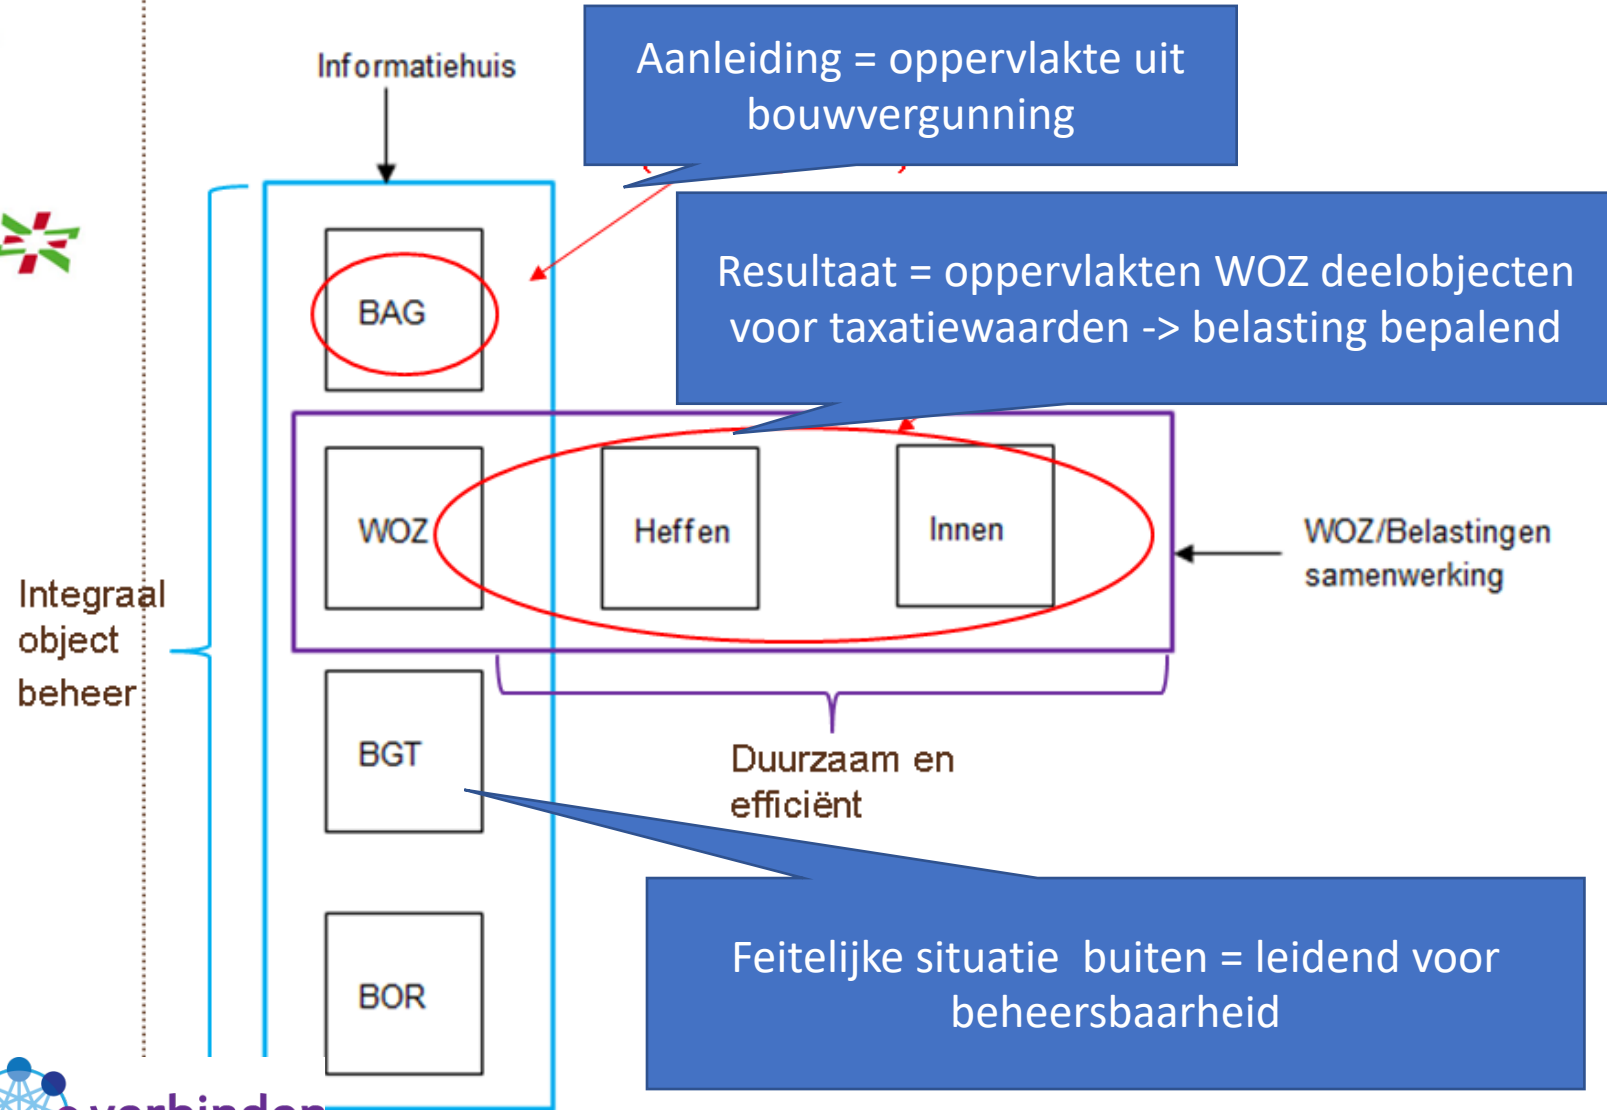 Informatiehuis
Aanleiding = oppervlakte uit
bouwvergunning
Resultaat = oppervlakten WOZ deelobjecten
voor taxatiewaarden -> belasting bepalend
BAG
WOZ
Heffen
Innen
WOZ/Belastingen
samenwerking
Integraal
object
beheer
BGT
Duurzaam en
efficiënt
Feitelijke situatie buiten = leidend voor
beheersbaarheid
BOR
verbinden